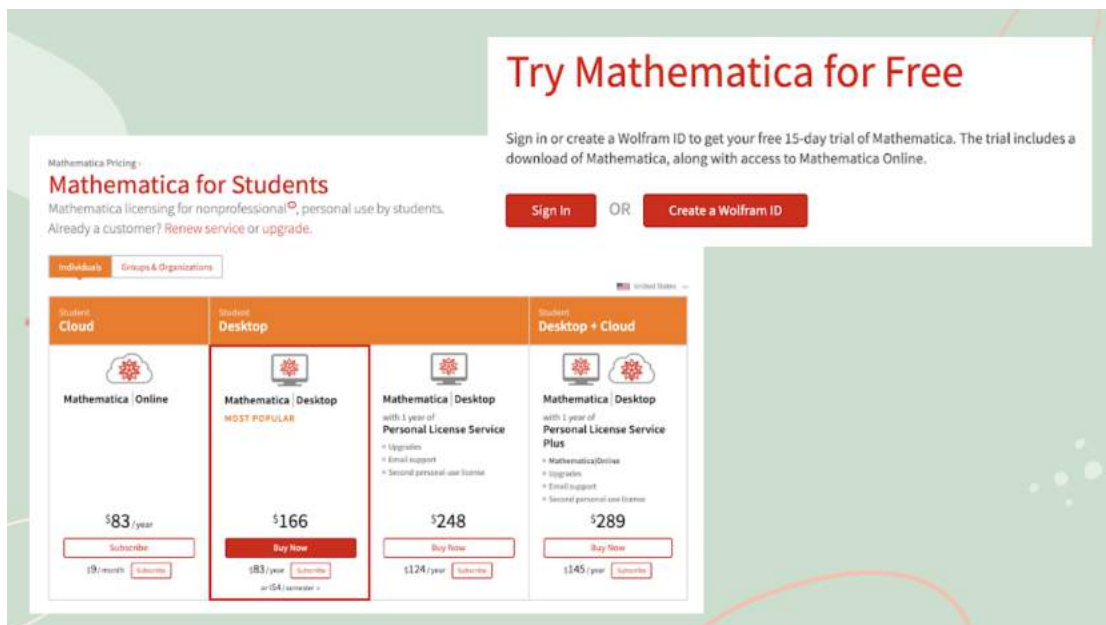 Try Mathematica for Free
Sign in or create a Wolfram ID to get your free 15-day trial of Mathematica. The trial includes a
download of Mathematica, along with access to Mathematica Online.
Sign In OR Create a Wolfram ID
Mathematica Pricing ›
Mathematica for Students
Mathematica licensing for nonprofessional, personal use by students.
Already a customer? Renew service or upgrade.
Individuals Groups & Organizations
United States
Student
Cloud
Mathematica | Online
$83/year
Subscribe
$9/month Subscribe
Student
Desktop
Mathematica | Desktop
MOST POPULAR
$166
Buy Now
$83/year Subscribe
or $54/semester »
Mathematica | Desktop
with 1 year of
Personal License Service
Upgrades
Email support
Second personal-use license
$248
Buy Now
$124/year Subscribe
Student
Desktop + Cloud
Mathematica | Desktop
with 1 year of
Personal License Service
Plus
Mathematica|Online
Upgrades
Email support
Second personal-use license
$289
Buy Now
$145/year Subscribe